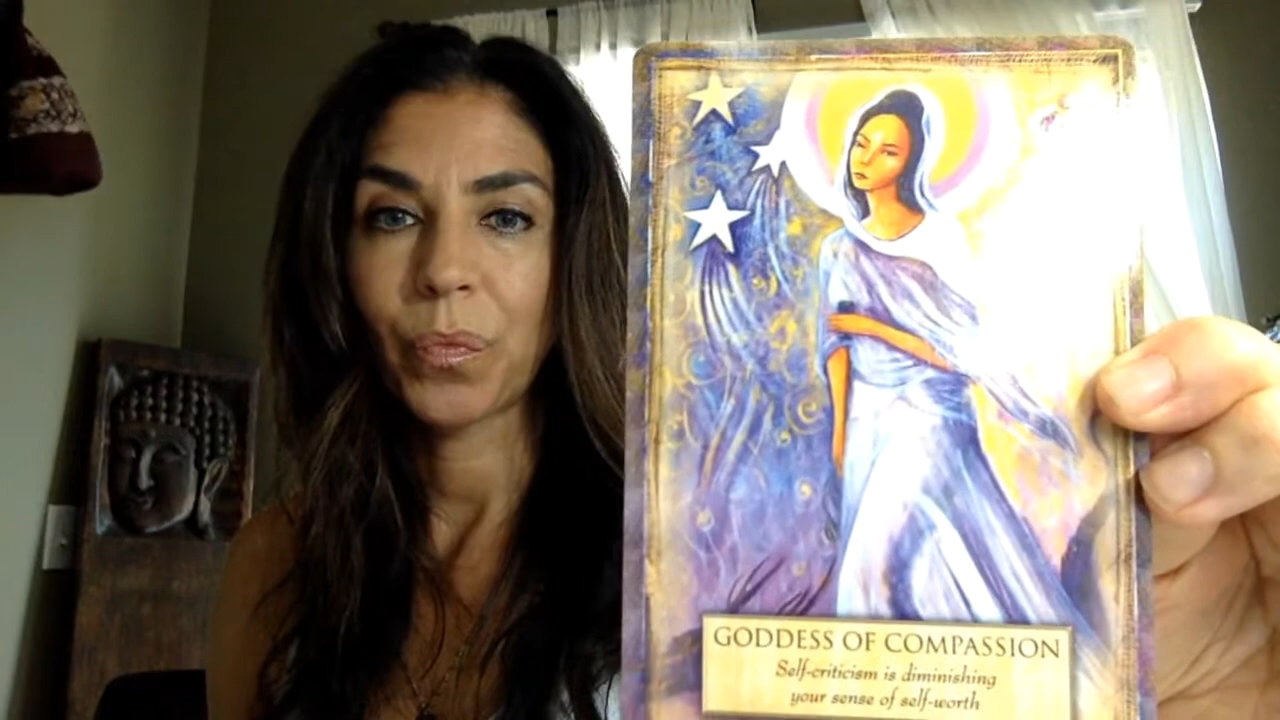 GODDESS OF COMPASSION
Self-criticism is diminishing
your sense of self-worth